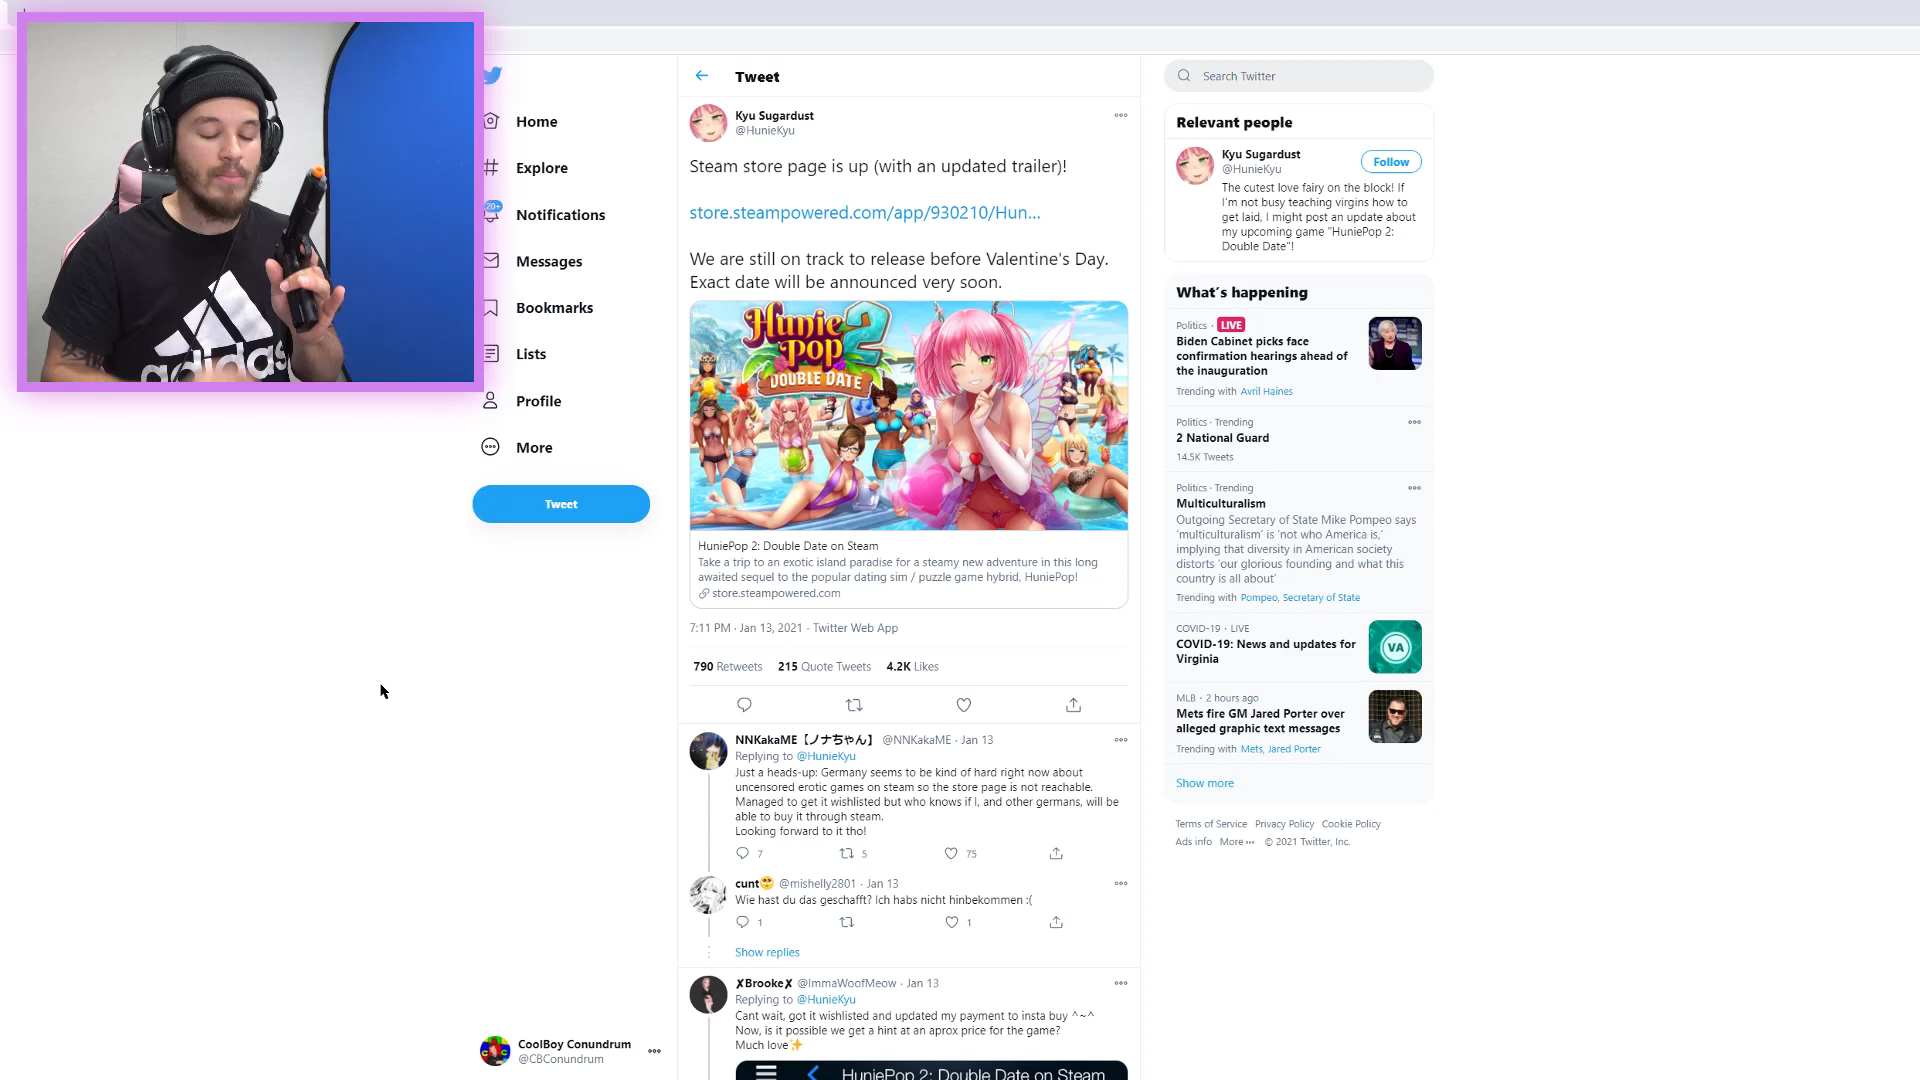 adidas
Home
Explore
20+
Notifications
Messages
Bookmarks
Lists
Profile
More
Tweet
CoolBoy Conundrum
@CBConundrum
Tweet
Kyu Sugardust
@HunieKyu
Steam store page is up (with an updated trailer)!
store.steampowered.com/app/930210/Hun...
We are still on track to release before Valentine's Day.
Exact date will be announced very soon.
Hunie
Pop 2
DOUBLE DATE
HuniePop 2: Double Date on Steam
Take a trip to an exotic island paradise for a steamy new adventure in this long
awaited sequel to the popular dating sim / puzzle game hybrid, HuniePop!
store.steampowered.com
7:11 PM · Jan 13, 2021 · Twitter Web App
790 Retweets 215 Quote Tweets 4.2K Likes
NNKakaME【ノナちゃん】 @NNKakaME · Jan 13
Replying to @HunieKyu
Just a heads-up: Germany seems to be kind of hard right now about
uncensored erotic games on steam so the store page is not reachable.
Managed to get it wishlisted but who knows if I, and other germans, will be
able to buy it through steam.
Looking forward to it tho!
7 5 75
cunt🥺 @mishelly2801 · Jan 13
Wie hast du das geschafft? Ich habs nicht hinbekommen :(
1 1
Show replies
✗Brooke✗ @ImmaWoofMeow · Jan 13
Replying to @HunieKyu
Cant wait, got it wishlisted and updated my payment to insta buy ^~^
Now, is it possible we get a hint at an aprox price for the game?
Much love✨
HuniePop 2: Double Date on Steam
Search Twitter
Relevant people
Kyu Sugardust
@HunieKyu
Follow
The cutest love fairy on the block! If
I'm not busy teaching virgins how to
get laid, I might post an update about
my upcoming game "HuniePop 2:
Double Date"!
What's happening
Politics · LIVE
Biden Cabinet picks face
confirmation hearings ahead of
the inauguration
Trending with Avril Haines
Politics · Trending
2 National Guard
14.5K Tweets
Politics · Trending
Multiculturalism
Outgoing Secretary of State Mike Pompeo says
'multiculturalism' is 'not who America is,'
implying that diversity in American society
distorts 'our glorious founding and what this
country is all about'
Trending with Pompeo, Secretary of State
COVID-19 · LIVE
COVID-19: News and updates for
Virginia
VA
MLB · 2 hours ago
Mets fire GM Jared Porter over
alleged graphic text messages
Trending with Mets, Jared Porter
Show more
Terms of Service Privacy Policy Cookie Policy
Ads info More ··· © 2021 Twitter, Inc.